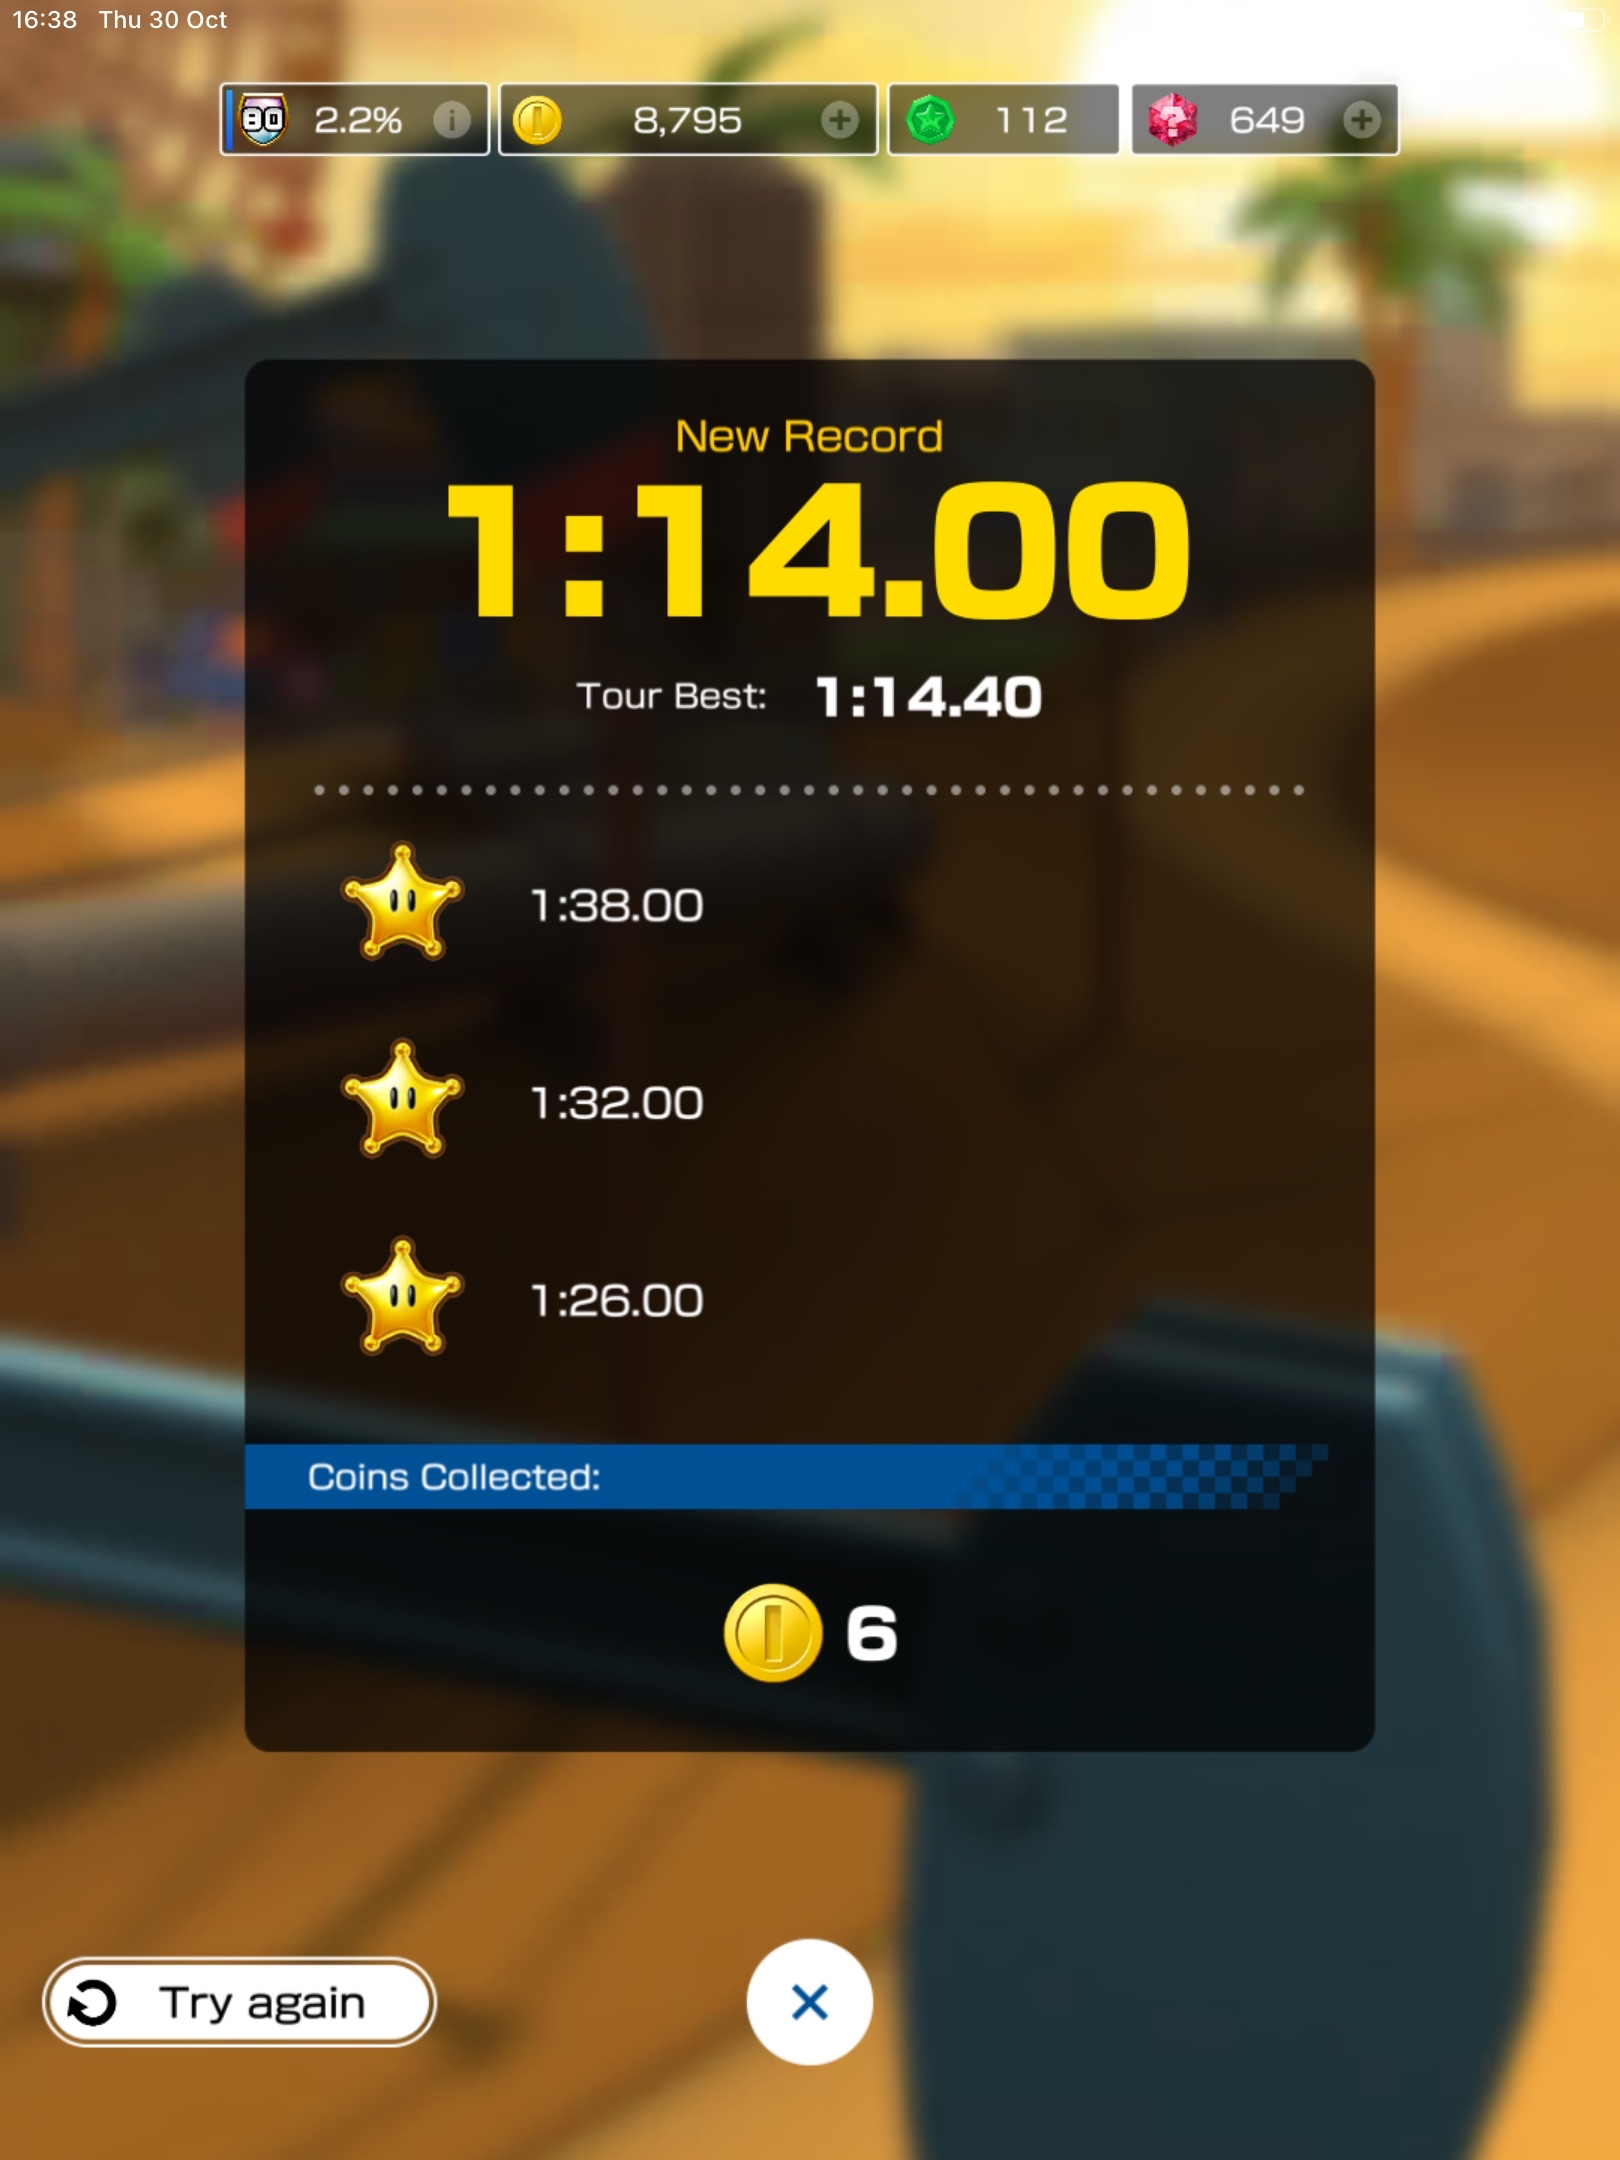 16:38 Thu 30 Oct
80 2.2% i 8,795 + 112 ? 649 +
New Record
1:14.00
Tour Best: 1:14.40
1:38.00
1:32.00
1:26.00
Coins Collected:
6
Try again